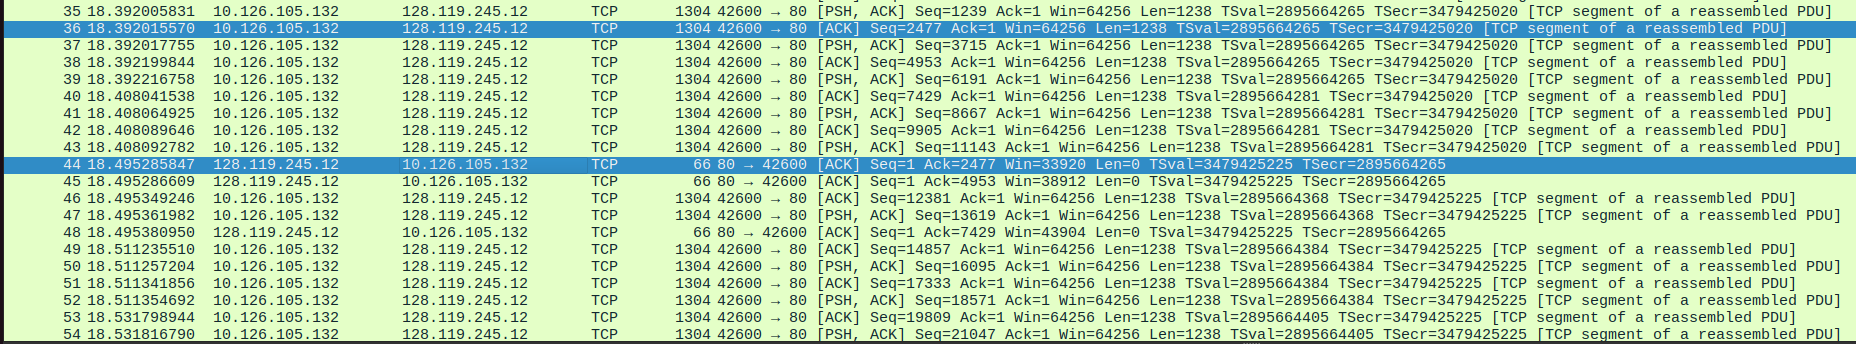 35 18.392005831 10.126.105.132 128.119.245.12 TCP 1304 42600 → 80 [PSH, ACK] Seq=1239 Ack=1 Win=64256 Len=1238 TSval=2895664265 TSecr=3479425020 [TCP segment of a reassembled PDU]
36 18.392015570 10.126.105.132 128.119.245.12 TCP 1304 42600 → 80 [ACK] Seq=2477 Ack=1 Win=64256 Len=1238 TSval=2895664265 TSecr=3479425020 [TCP segment of a reassembled PDU]
37 18.392017755 10.126.105.132 128.119.245.12 TCP 1304 42600 → 80 [PSH, ACK] Seq=3715 Ack=1 Win=64256 Len=1238 TSval=2895664265 TSecr=3479425020 [TCP segment of a reassembled PDU]
38 18.392199844 10.126.105.132 128.119.245.12 TCP 1304 42600 → 80 [ACK] Seq=4953 Ack=1 Win=64256 Len=1238 TSval=2895664265 TSecr=3479425020 [TCP segment of a reassembled PDU]
39 18.392216758 10.126.105.132 128.119.245.12 TCP 1304 42600 → 80 [PSH, ACK] Seq=6191 Ack=1 Win=64256 Len=1238 TSval=2895664265 TSecr=3479425020 [TCP segment of a reassembled PDU]
40 18.408041538 10.126.105.132 128.119.245.12 TCP 1304 42600 → 80 [ACK] Seq=7429 Ack=1 Win=64256 Len=1238 TSval=2895664281 TSecr=3479425020 [TCP segment of a reassembled PDU]
41 18.408064925 10.126.105.132 128.119.245.12 TCP 1304 42600 → 80 [PSH, ACK] Seq=8667 Ack=1 Win=64256 Len=1238 TSval=2895664281 TSecr=3479425020 [TCP segment of a reassembled PDU]
42 18.408089646 10.126.105.132 128.119.245.12 TCP 1304 42600 → 80 [ACK] Seq=9905 Ack=1 Win=64256 Len=1238 TSval=2895664281 TSecr=3479425020 [TCP segment of a reassembled PDU]
43 18.408092782 10.126.105.132 128.119.245.12 TCP 1304 42600 → 80 [PSH, ACK] Seq=11143 Ack=1 Win=64256 Len=1238 TSval=2895664281 TSecr=3479425020 [TCP segment of a reassembled PDU]
44 18.495285847 128.119.245.12 10.126.105.132 TCP 66 80 → 42600 [ACK] Seq=1 Ack=2477 Win=33920 Len=0 TSval=3479425225 TSecr=2895664265
45 18.495286609 128.119.245.12 10.126.105.132 TCP 66 80 → 42600 [ACK] Seq=1 Ack=4953 Win=38912 Len=0 TSval=3479425225 TSecr=2895664265
46 18.495349246 10.126.105.132 128.119.245.12 TCP 1304 42600 → 80 [ACK] Seq=12381 Ack=1 Win=64256 Len=1238 TSval=2895664368 TSecr=3479425225 [TCP segment of a reassembled PDU]
47 18.495361982 10.126.105.132 128.119.245.12 TCP 1304 42600 → 80 [PSH, ACK] Seq=13619 Ack=1 Win=64256 Len=1238 TSval=2895664368 TSecr=3479425225 [TCP segment of a reassembled PDU]
48 18.495380950 128.119.245.12 10.126.105.132 TCP 66 80 → 42600 [ACK] Seq=1 Ack=7429 Win=43904 Len=0 TSval=3479425225 TSecr=2895664265
49 18.511235510 10.126.105.132 128.119.245.12 TCP 1304 42600 → 80 [ACK] Seq=14857 Ack=1 Win=64256 Len=1238 TSval=2895664384 TSecr=3479425225 [TCP segment of a reassembled PDU]
50 18.511257204 10.126.105.132 128.119.245.12 TCP 1304 42600 → 80 [PSH, ACK] Seq=16095 Ack=1 Win=64256 Len=1238 TSval=2895664384 TSecr=3479425225 [TCP segment of a reassembled PDU]
51 18.511341856 10.126.105.132 128.119.245.12 TCP 1304 42600 → 80 [ACK] Seq=17333 Ack=1 Win=64256 Len=1238 TSval=2895664384 TSecr=3479425225 [TCP segment of a reassembled PDU]
52 18.511354692 10.126.105.132 128.119.245.12 TCP 1304 42600 → 80 [PSH, ACK] Seq=18571 Ack=1 Win=64256 Len=1238 TSval=2895664384 TSecr=3479425225 [TCP segment of a reassembled PDU]
53 18.531798944 10.126.105.132 128.119.245.12 TCP 1304 42600 → 80 [ACK] Seq=19809 Ack=1 Win=64256 Len=1238 TSval=2895664405 TSecr=3479425225 [TCP segment of a reassembled PDU]
54 18.531816790 10.126.105.132 128.119.245.12 TCP 1304 42600 → 80 [PSH, ACK] Seq=21047 Ack=1 Win=64256 Len=1238 TSval=2895664405 TSecr=3479425225 [TCP segment of a reassembled PDU]